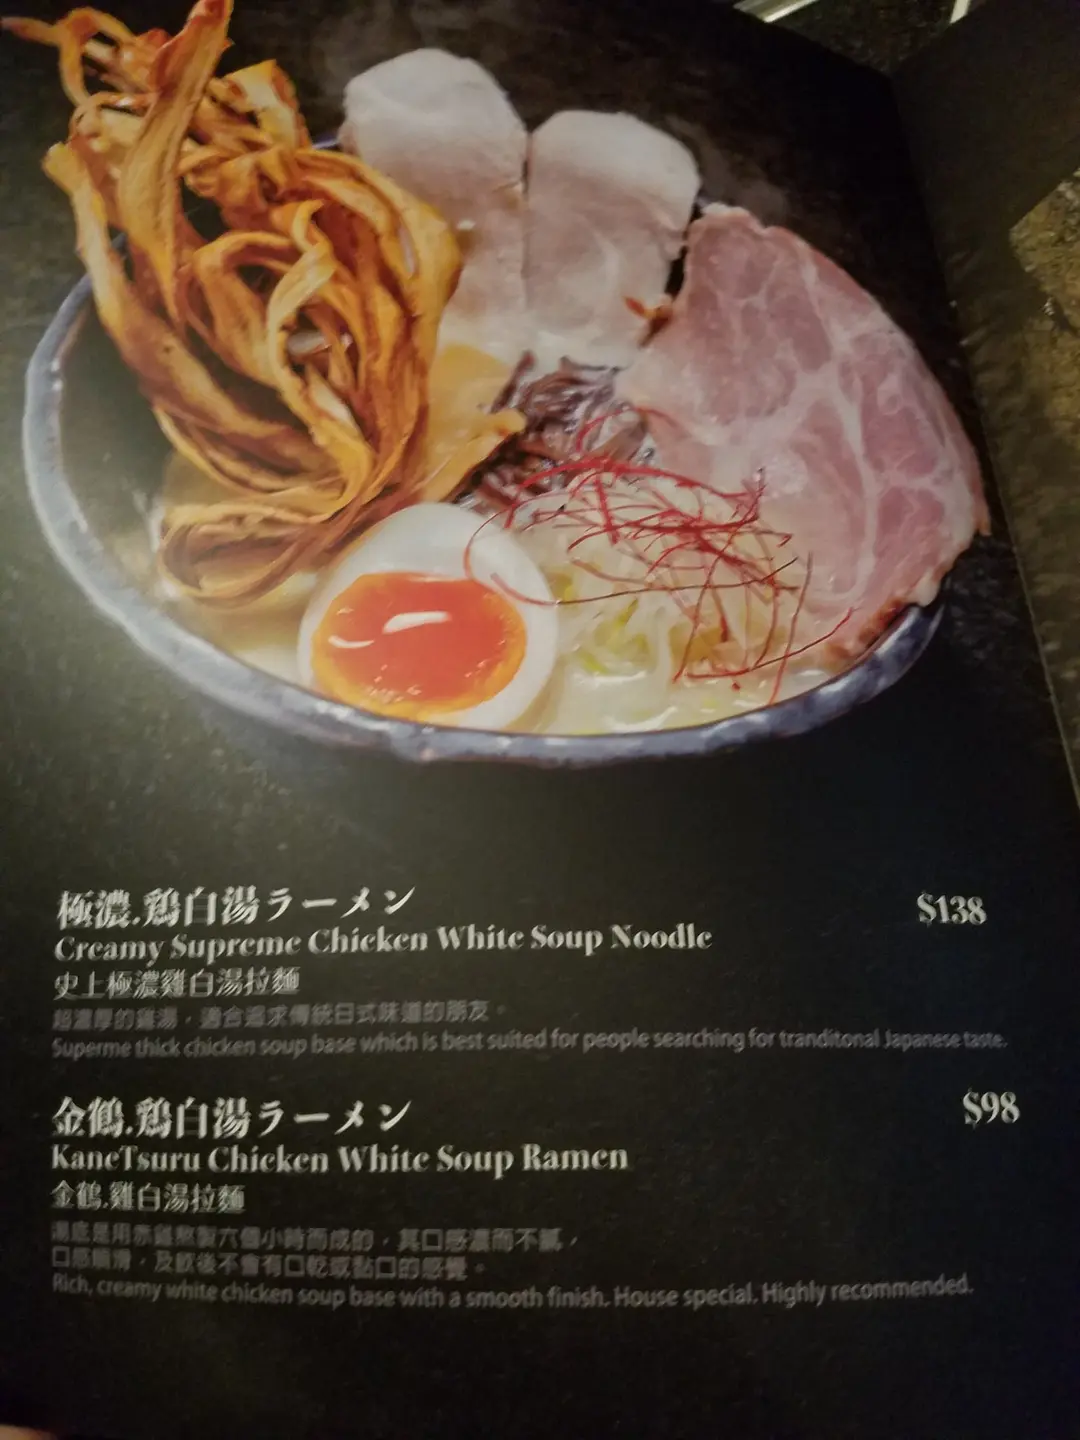 極濃.鶏白湯ラーメン
$138
Creamy Supreme Chicken White Soup Noodle
史上極濃雞白湯拉麵
超濃厚的雞湯，適合追求傳統日式味道的朋友。
Superme thick chicken soup base which is best suited for people searching for tranditonal Japanese taste.
金鶴.鶏白湯ラーメン
$98
KaneTsuru Chicken White Soup Ramen
金鶴.雞白湯拉麵
湯底是用赤雞熬製六個小時而成的，其口感濃而不膩，
口感順滑，及飲後不會有口乾或黏口的感覺。
Rich, creamy white chicken soup base with a smooth finish. House special. Highly recommended.